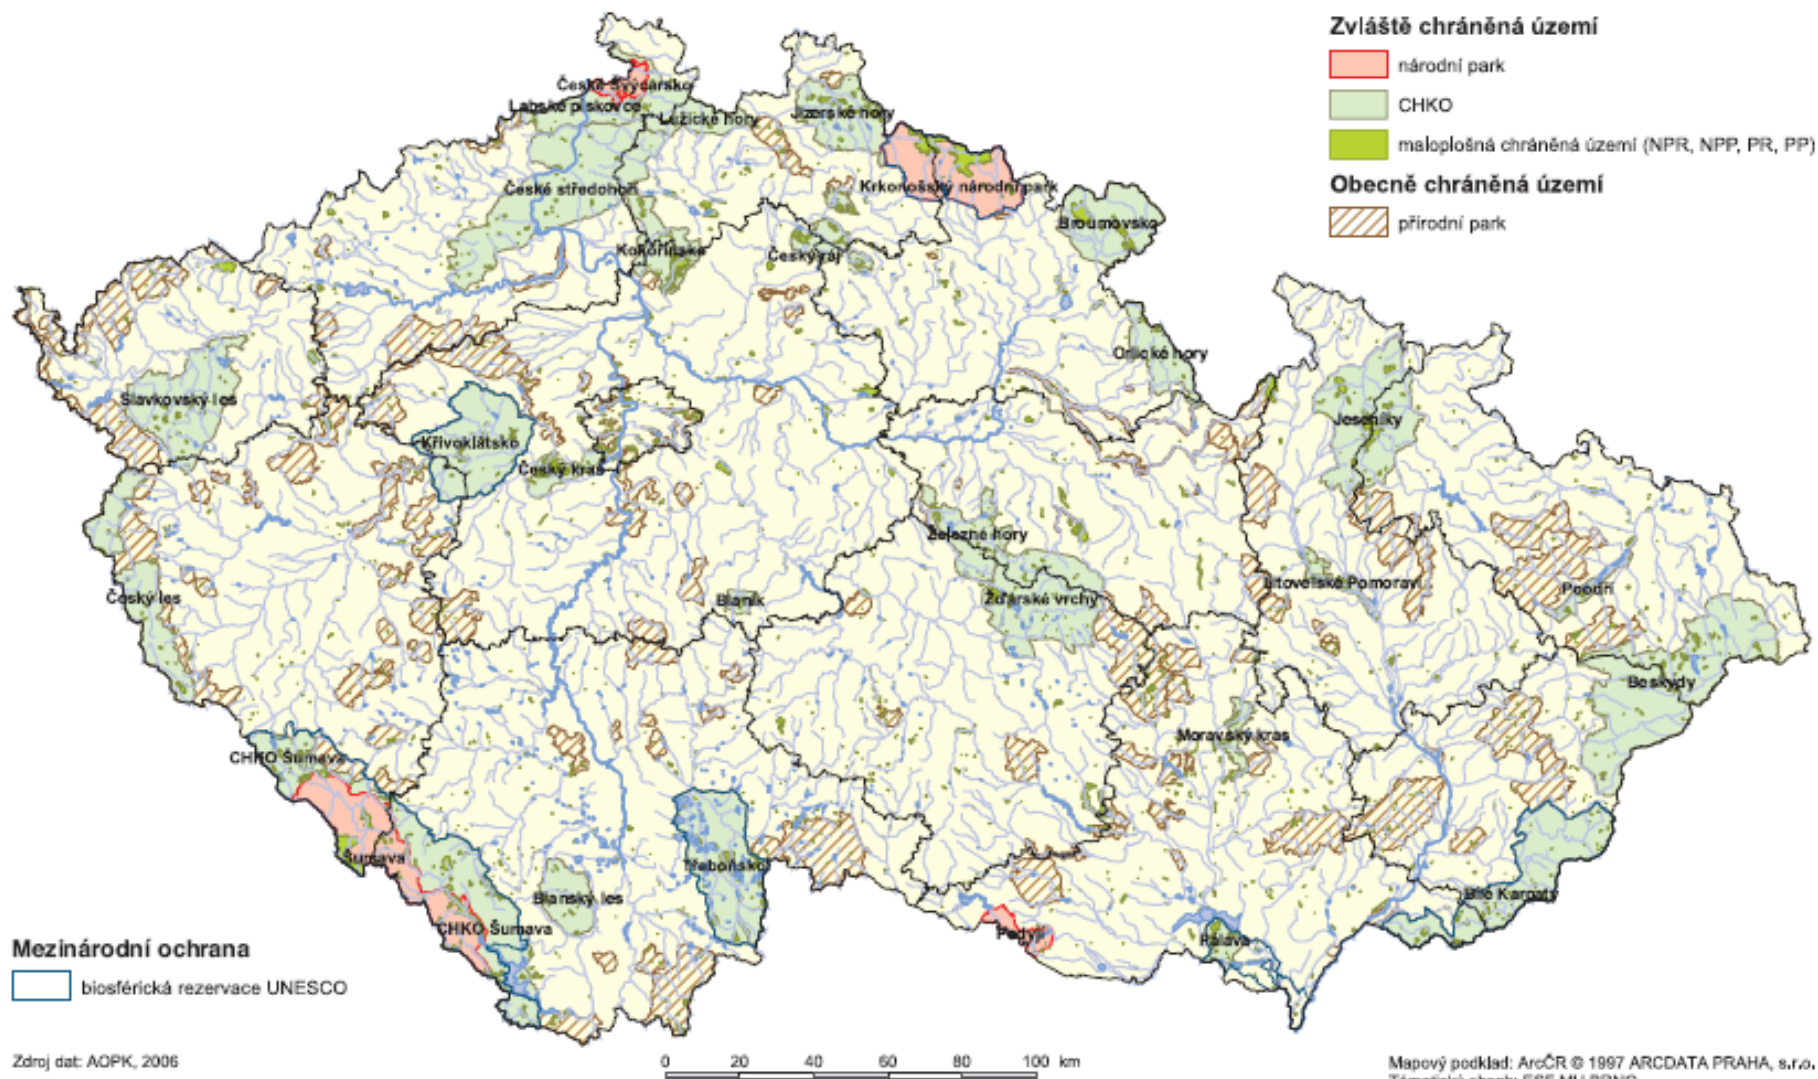 Zvláště chráněná území
národní park
CHKO
maloplošná chráněná území (NPR, NPP, PR, PP)
Obecně chráněná území
přírodní park
České Švýcarsko
Labské pískovce
Lužické hory
Jizerské hory
České středohoří
Krkonošský národní park
Broumovsko
Kokořínsko
Český ráj
Orlické hory
Slavkovský les
Křivoklátsko
Český kras
Jeseníky
Železné hory
Český les
Blaník
Žďárské vrchy
Litovelské Pomoraví
Poodří
Beskydy
CHKO Šumava
Moravský kras
Šumava
Třeboňsko
Blanský les
CHKO Šumava
Podyjí
Pálava
Bílé Karpaty
Mezinárodní ochrana
biosférická rezervace UNESCO
Zdroj dat: AOPK, 2006
0 20 40 60 80 100 km
Mapový podklad: ArcČR © 1997 ARCDATA PRAHA, s.r.o.